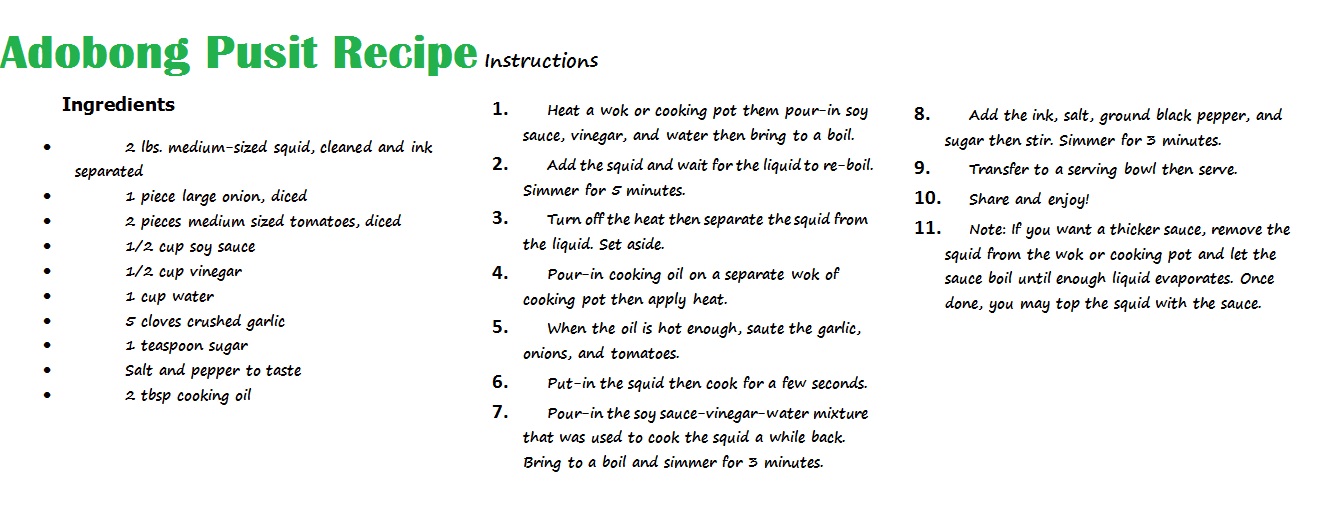 Adobong Pusit Recipe
Ingredients
• 2 lbs. medium-sized squid, cleaned and ink
separated
• 1 piece large onion, diced
• 2 pieces medium sized tomatoes, diced
• 1/2 cup soy sauce
• 1/2 cup vinegar
• 1 cup water
• 5 cloves crushed garlic
• 1 teaspoon sugar
• Salt and pepper to taste
• 2 tbsp cooking oil
Instructions
1. Heat a wok or cooking pot them pour-in soy
sauce, vinegar, and water then bring to a boil.
2. Add the squid and wait for the liquid to re-boil.
Simmer for 5 minutes.
3. Turn off the heat then separate the squid from
the liquid. Set aside.
4. Pour-in cooking oil on a separate wok of
cooking pot then apply heat.
5. When the oil is hot enough, saute the garlic,
onions, and tomatoes.
6. Put-in the squid then cook for a few seconds.
7. Pour-in the soy sauce-vinegar-water mixture
that was used to cook the squid a while back.
Bring to a boil and simmer for 3 minutes.
8. Add the ink, salt, ground black pepper, and
sugar then stir. Simmer for 3 minutes.
9. Transfer to a serving bowl then serve.
10. Share and enjoy!
11. Note: If you want a thicker sauce, remove the
squid from the wok or cooking pot and let the
sauce boil until enough liquid evaporates. Once
done, you may top the squid with the sauce.